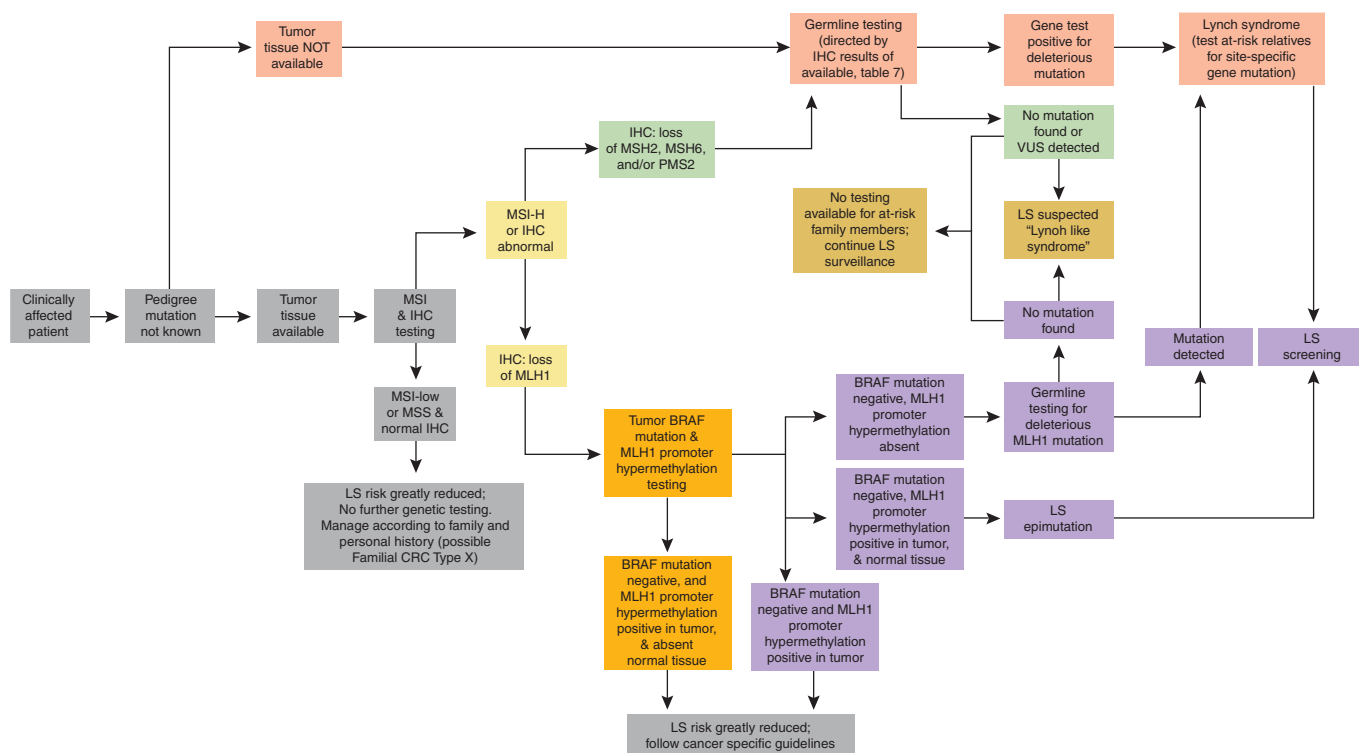 Tumor
tissue NOT
available
Germline testing
(directed by
IHC results of
available, table 7)
Gene test
positive for
deleterious
mutation
Lynch syndrome
(test at-risk relatives
for site-specific
gene mutation)
IHC: loss
of MSH2, MSH6,
and/or PMS2
No mutation
found or
VUS detected
No testing
available for at-risk
family members;
continue LS
surveillance
LS suspected
“Lynoh like
syndrome”
MSI-H
or IHC
abnormal
Clinically
affected
patient
Pedigree
mutation
not known
Tumor
tissue
available
MSI
& IHC
testing
No mutation
found
Mutation
detected
LS
screening
IHC: loss
of MLH1
MSI-low
or MSS &
normal IHC
BRAF mutation
negative, MLH1
promoter
hypermethylation
absent
Germline
testing for
deleterious
MLH1 mutation
Tumor BRAF
mutation &
MLH1 promoter
hypermethylation
testing
LS risk greatly reduced;
No further genetic testing.
Manage according to family and
personal history (possible
Familial CRC Type X)
BRAF mutation
negative, MLH1
promoter
hypermethylation
positive in tumor,
& normal tissue
LS
epimutation
BRAF mutation
negative, and
MLH1 promoter
hypermethylation
positive in tumor,
& absent
normal tissue
BRAF mutation
negative and MLH1
promoter
hypermethylation
positive in tumor
LS risk greatly reduced;
follow cancer specific guidelines